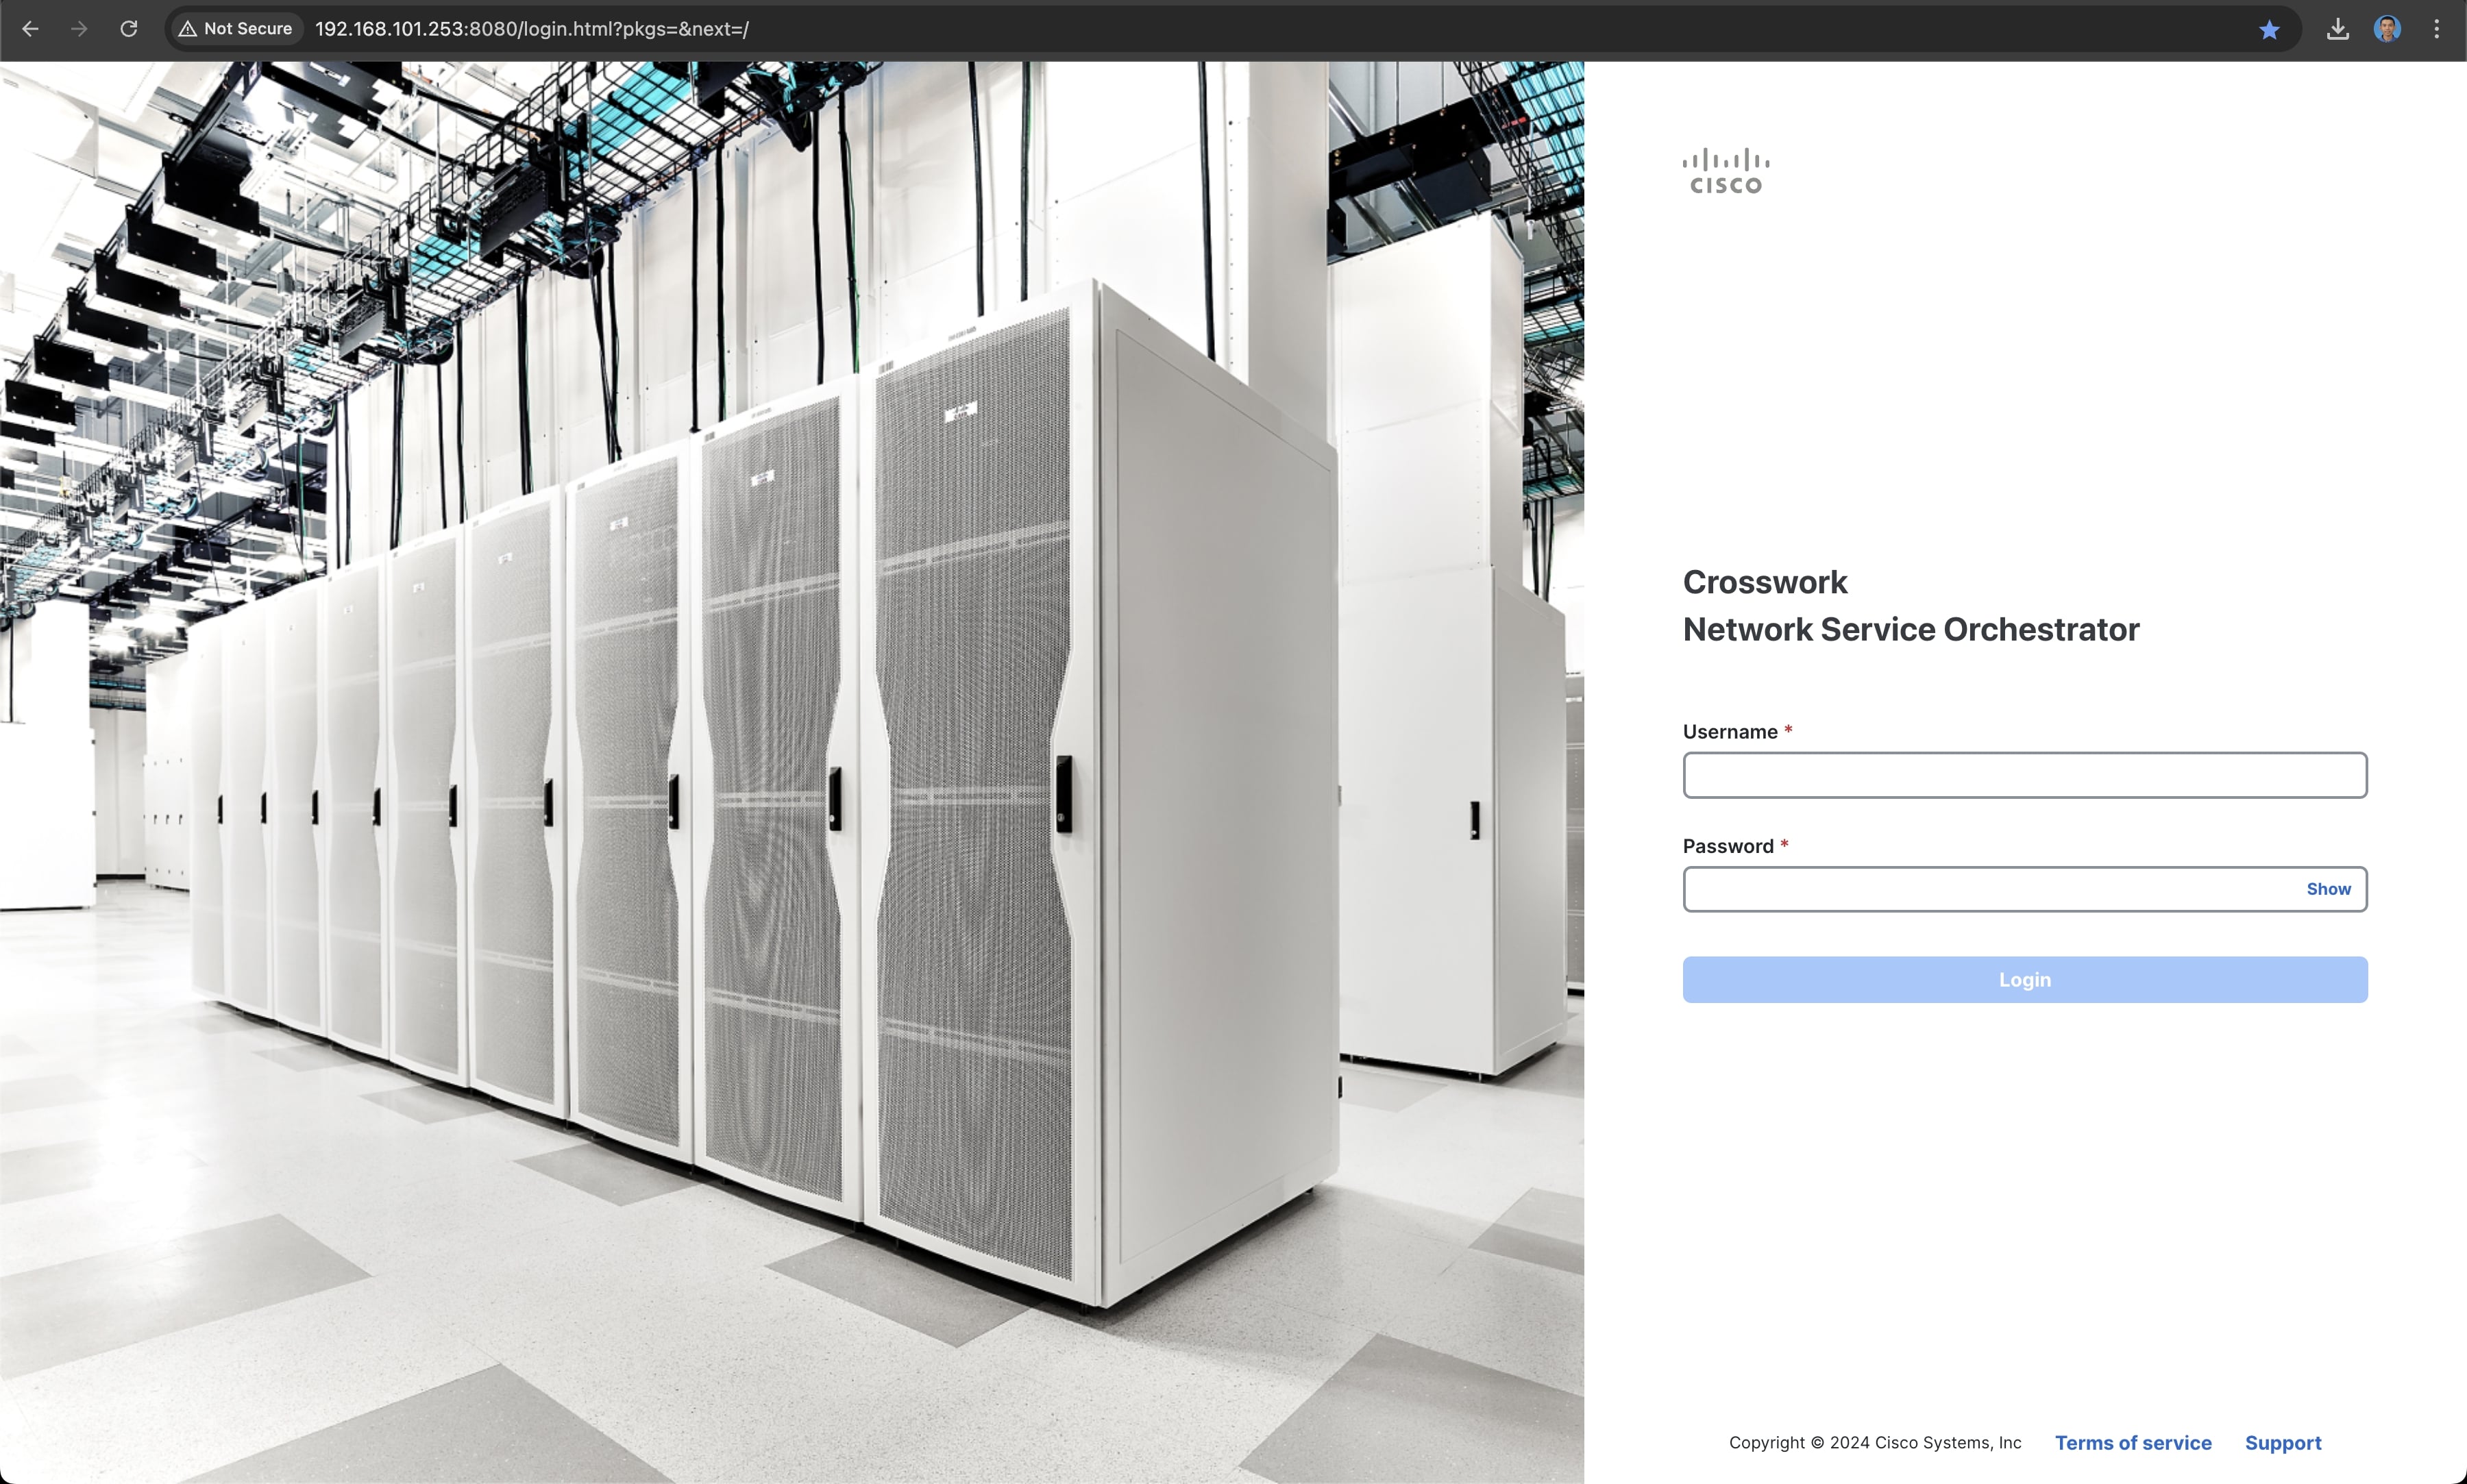 Not Secure
192.168.101.253:8080/login.html?pkgs=&next=/
CISCO
Crosswork
Network Service Orchestrator
Username *
Password *
Show
Login
Copyright © 2024 Cisco Systems, Inc
Terms of service
Support